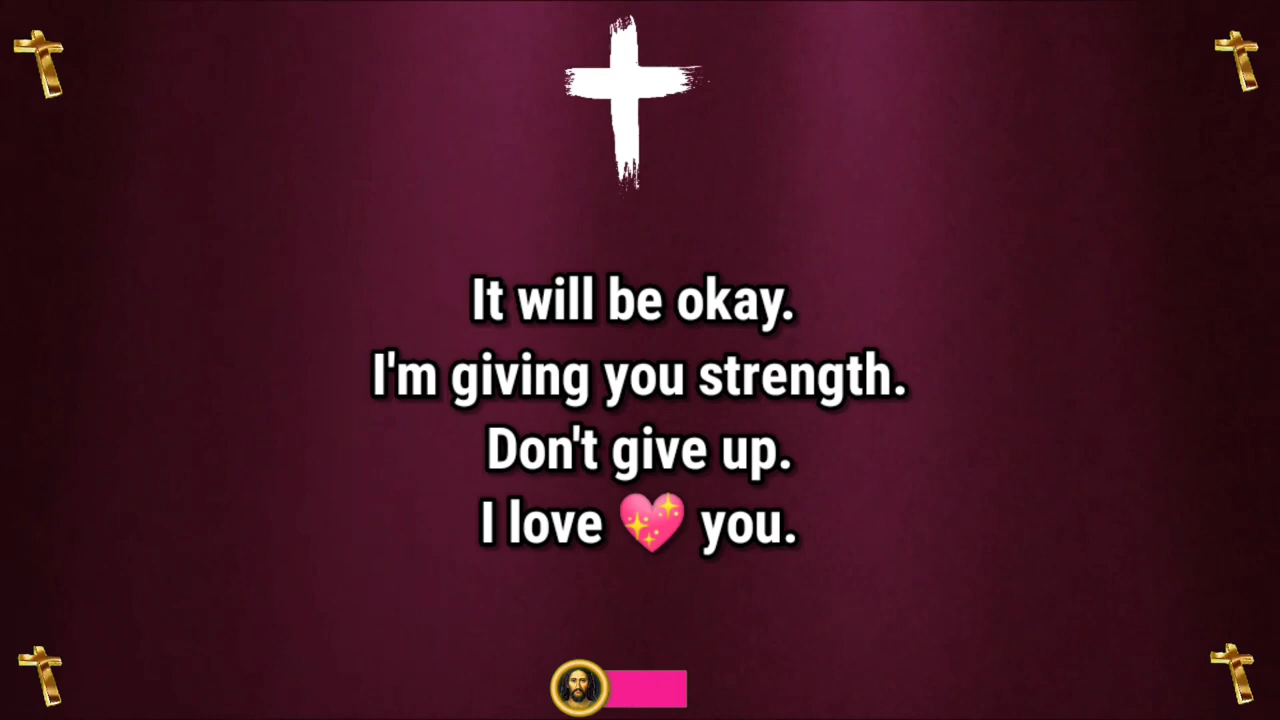 It will be okay.
I'm giving you strength.
Don't give up.
I love 💖 you.